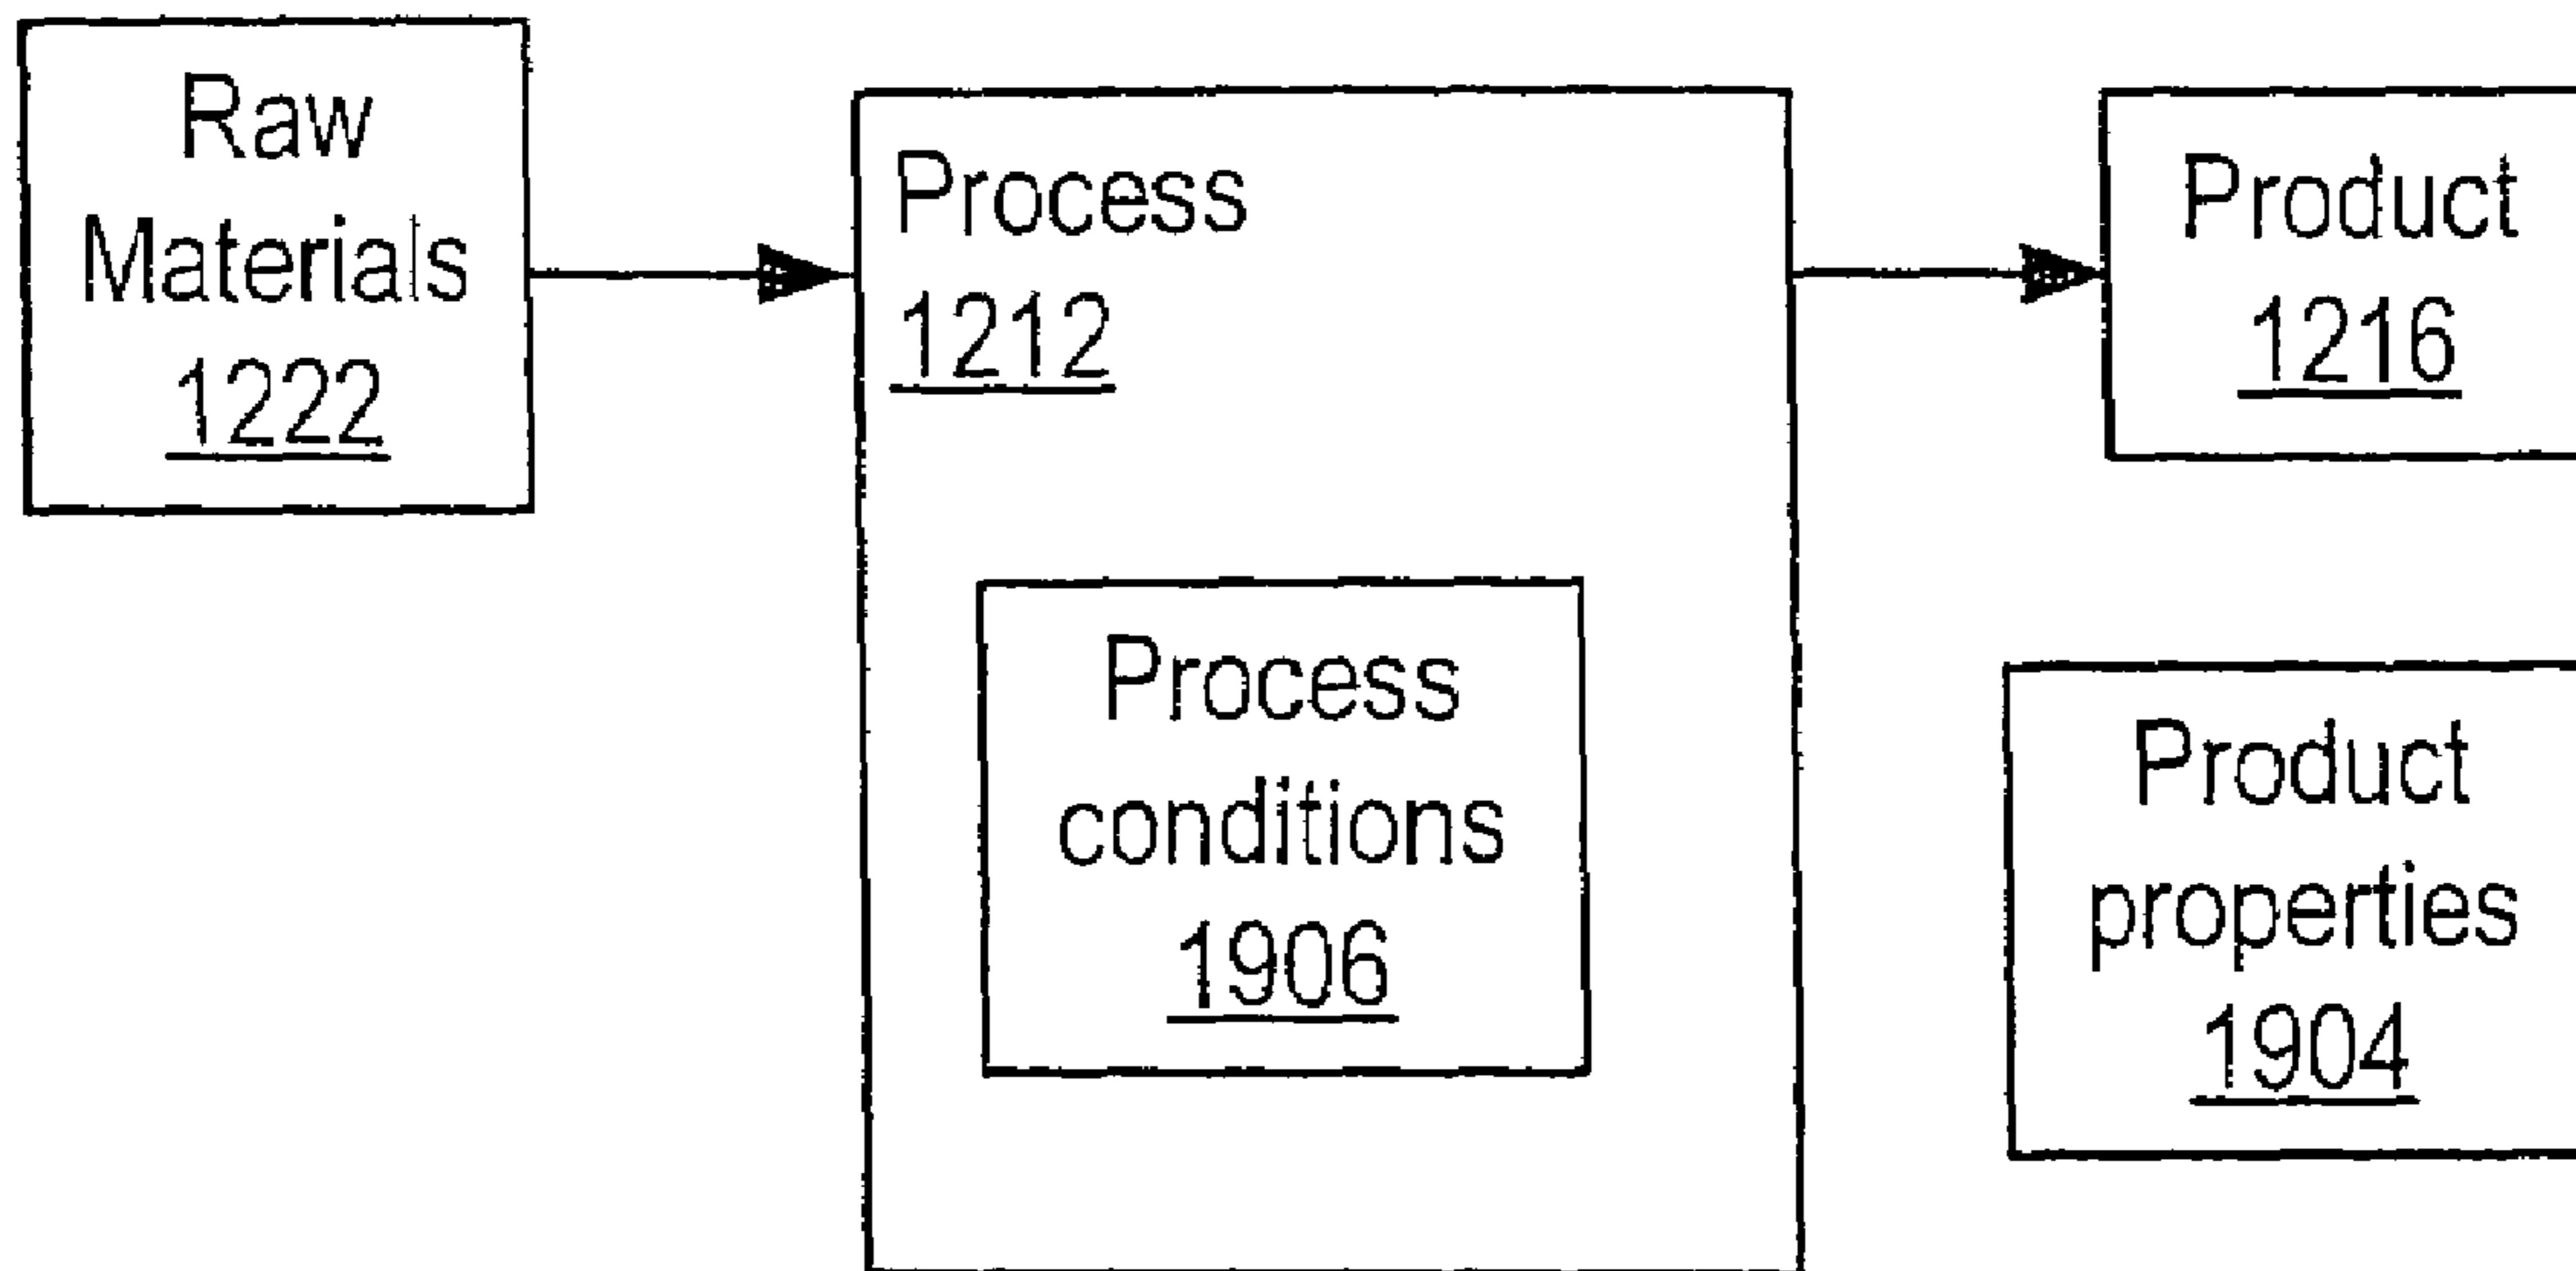 Raw
Materials
1222
Process
1212
Process
conditions
1906
Product
1216
Product
properties
1904